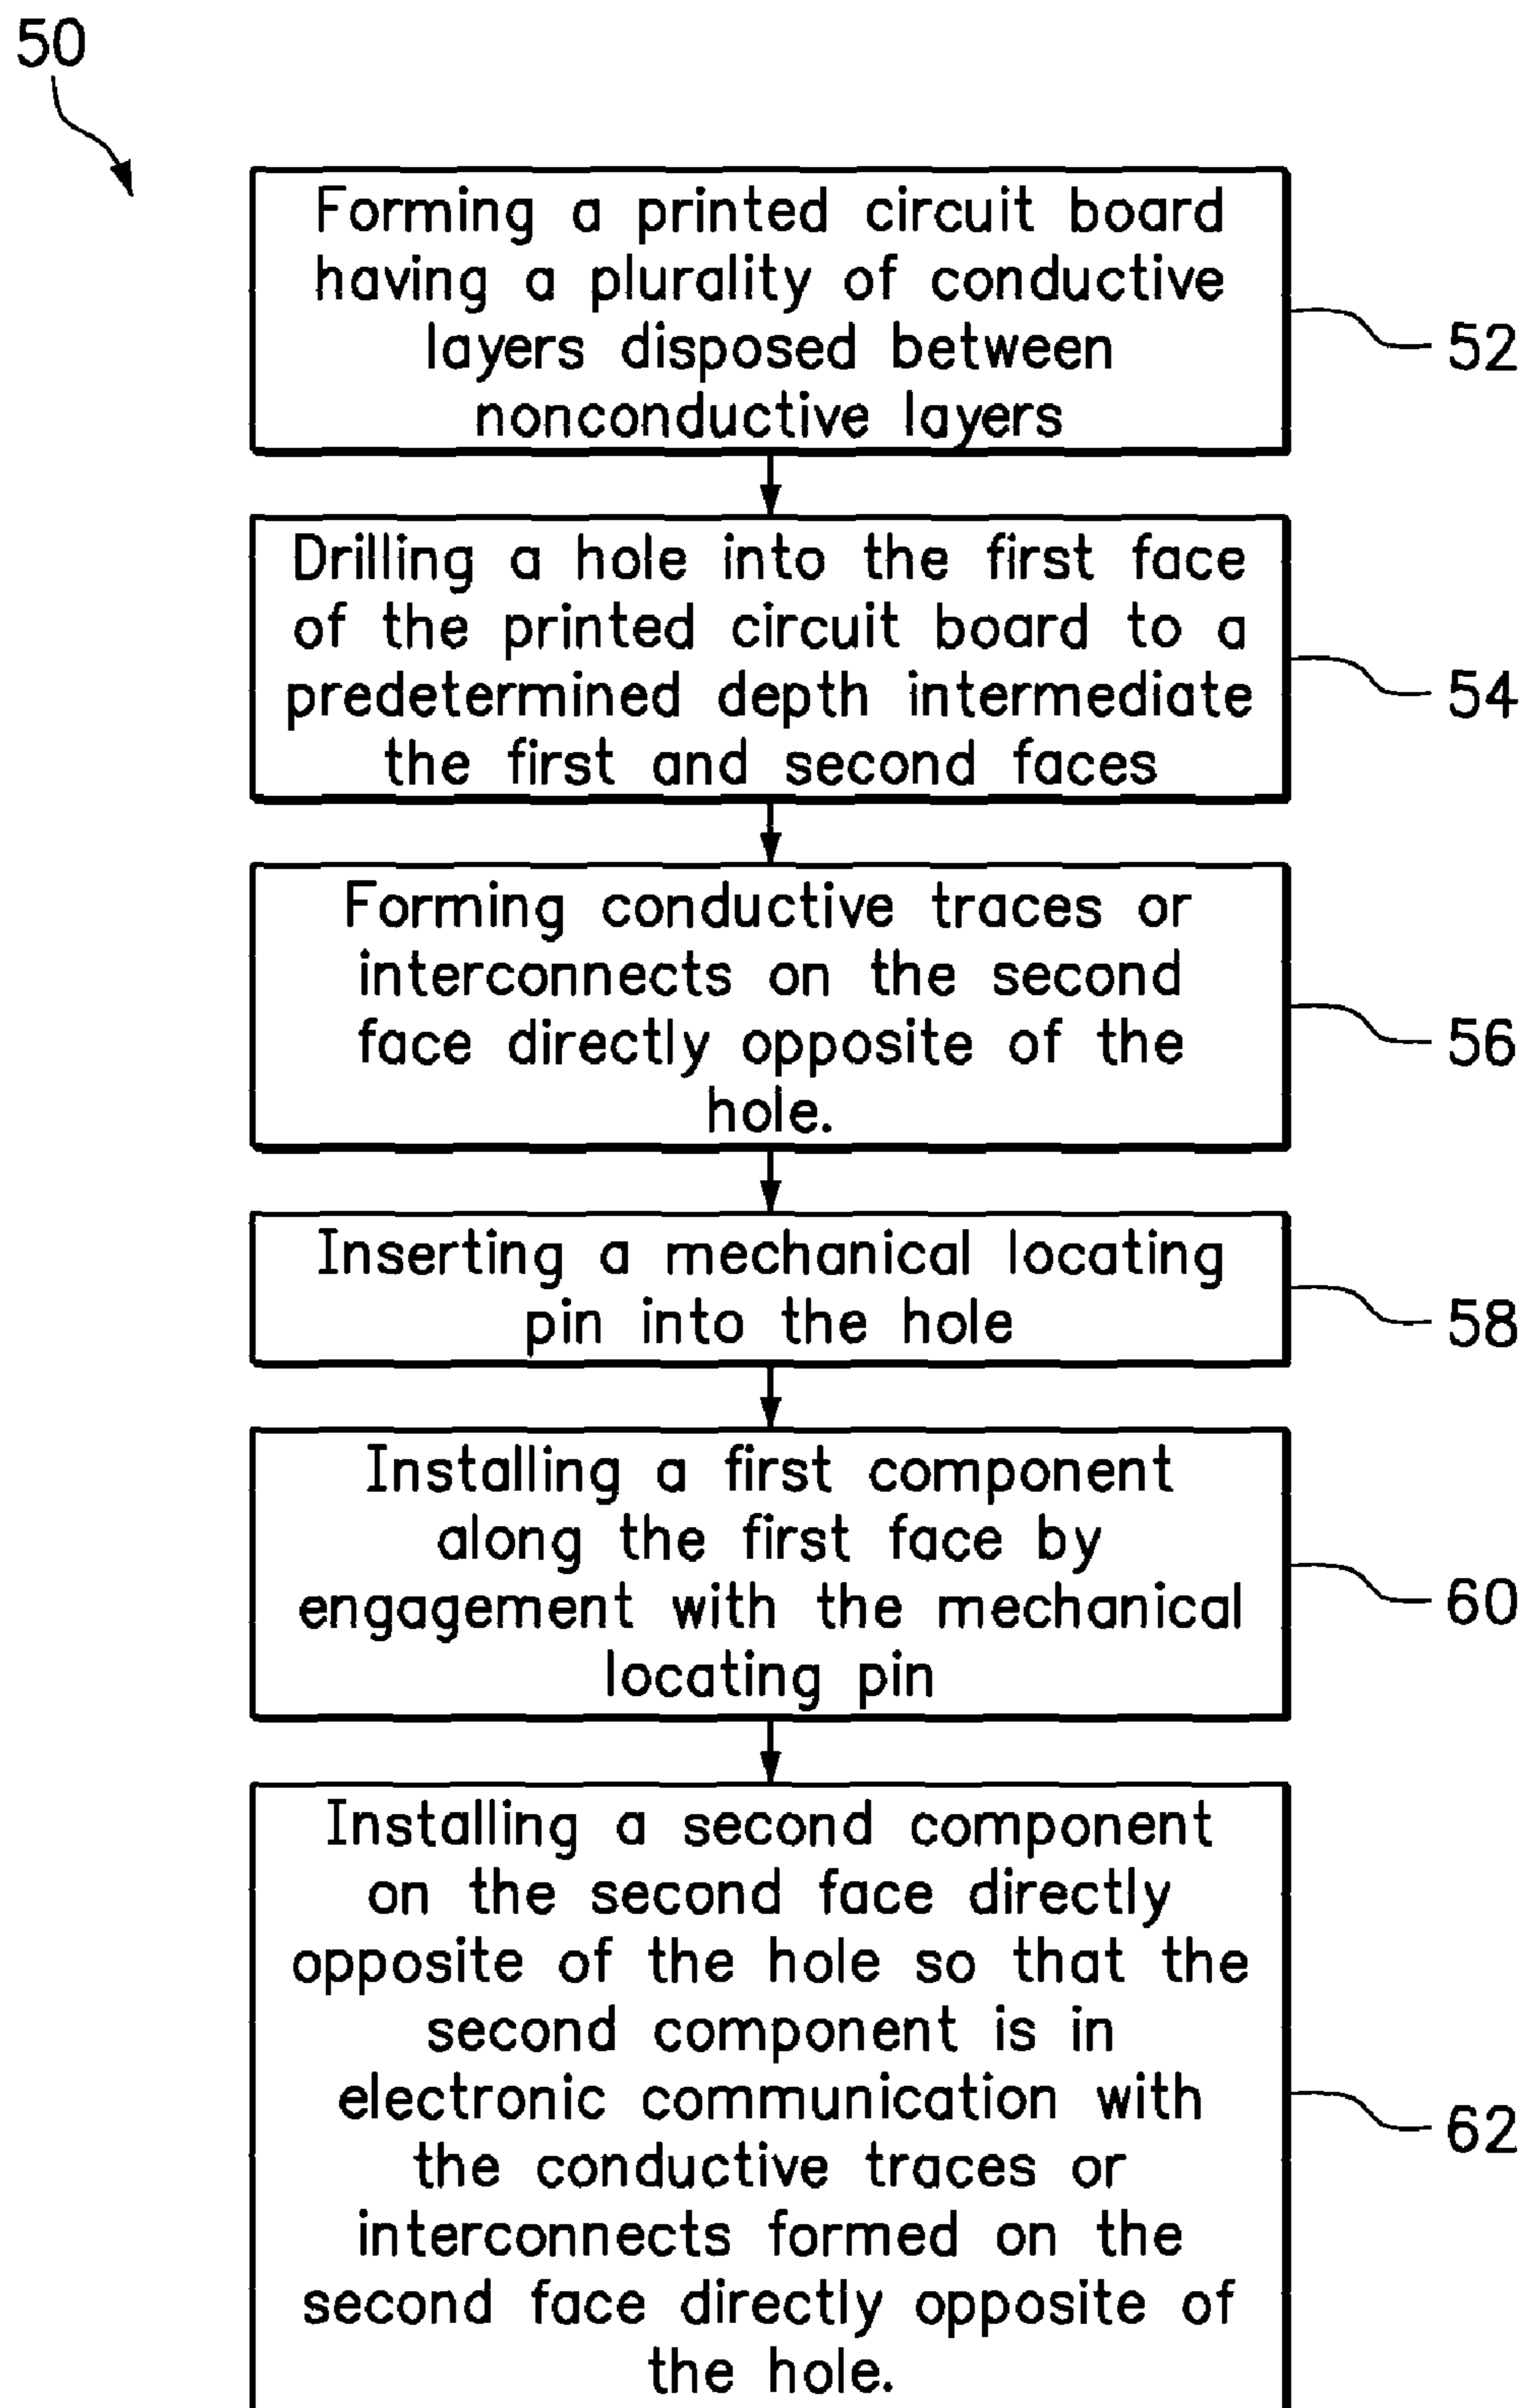 50
Forming a printed circuit board
having a plurality of conductive
layers disposed between
nonconductive layers
52
Drilling a hole into the first face
of the printed circuit board to a
predetermined depth intermediate
the first and second faces
54
Forming conductive traces or
interconnects on the second
face directly opposite of the
hole.
56
Inserting a mechanical locating
pin into the hole
58
Installing a first component
along the first face by
engagement with the mechanical
locating pin
60
Installing a second component
on the second face directly
opposite of the hole so that the
second component is in
electronic communication with
the conductive traces or
interconnects formed on the
second face directly opposite of
the hole.
62